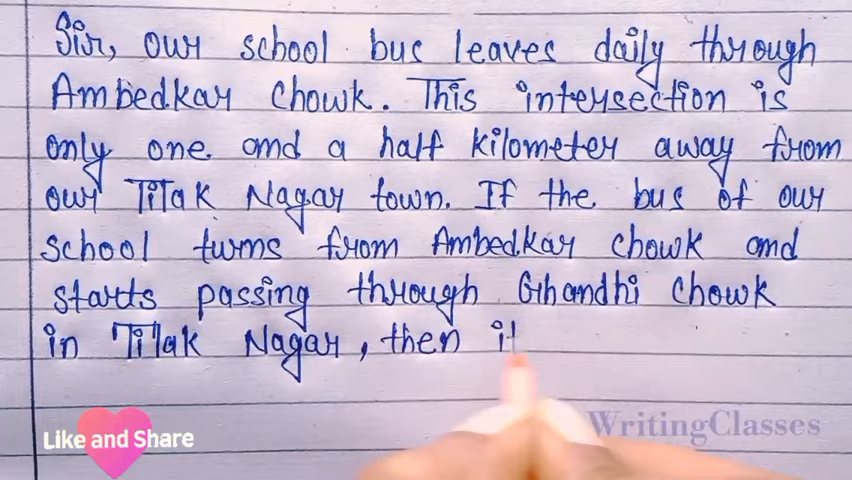 Sir, our school bus leaves daily through
Ambedkar Chowk. This intersection is
only one and a half kilometer away from
our Tilak Nagar town. If the bus of our
school turns from Ambedkar Chowk and
starts passing through Ghandhi Chowk
in Tilak Nagar, then it
Like and Share
WritingClasses